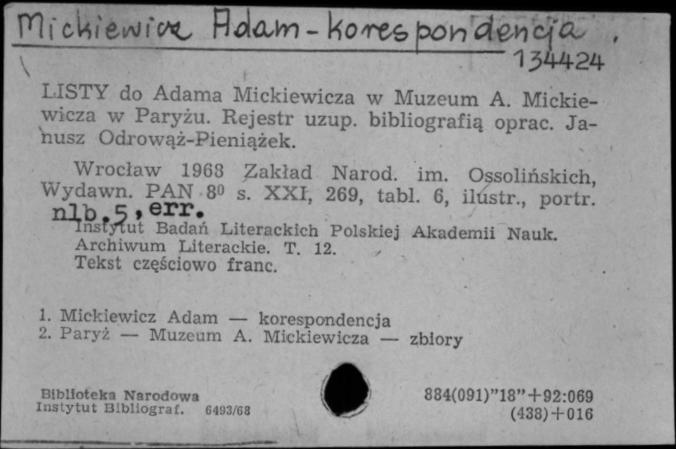 Mickiewicz Adam - korespondencja.
134424
LISTY do Adama Mickiewicza w Muzeum A. Mickie-
wicza w Paryżu. Rejestr uzup. bibliografią oprac. Ja-
nusz Odrowąż-Pieniążek.
Wrocław 1968 Zakład Narod. im. Ossolińskich,
Wydawn. PAN 8⁰ s. XXI, 269, tabl. 6, ilustr., portr.
nlb. 5, err.
Instytut Badań Literackich Polskiej Akademii Nauk.
Archiwum Literackie. T. 12.
Tekst częściowo franc.
1. Mickiewicz Adam — korespondencja
2. Paryż — Muzeum A. Mickiewicza — zbiory
Biblioteka Narodowa 884(091)"18"+92:069
Instytut Bibliograf. 6493/68 (438)+016